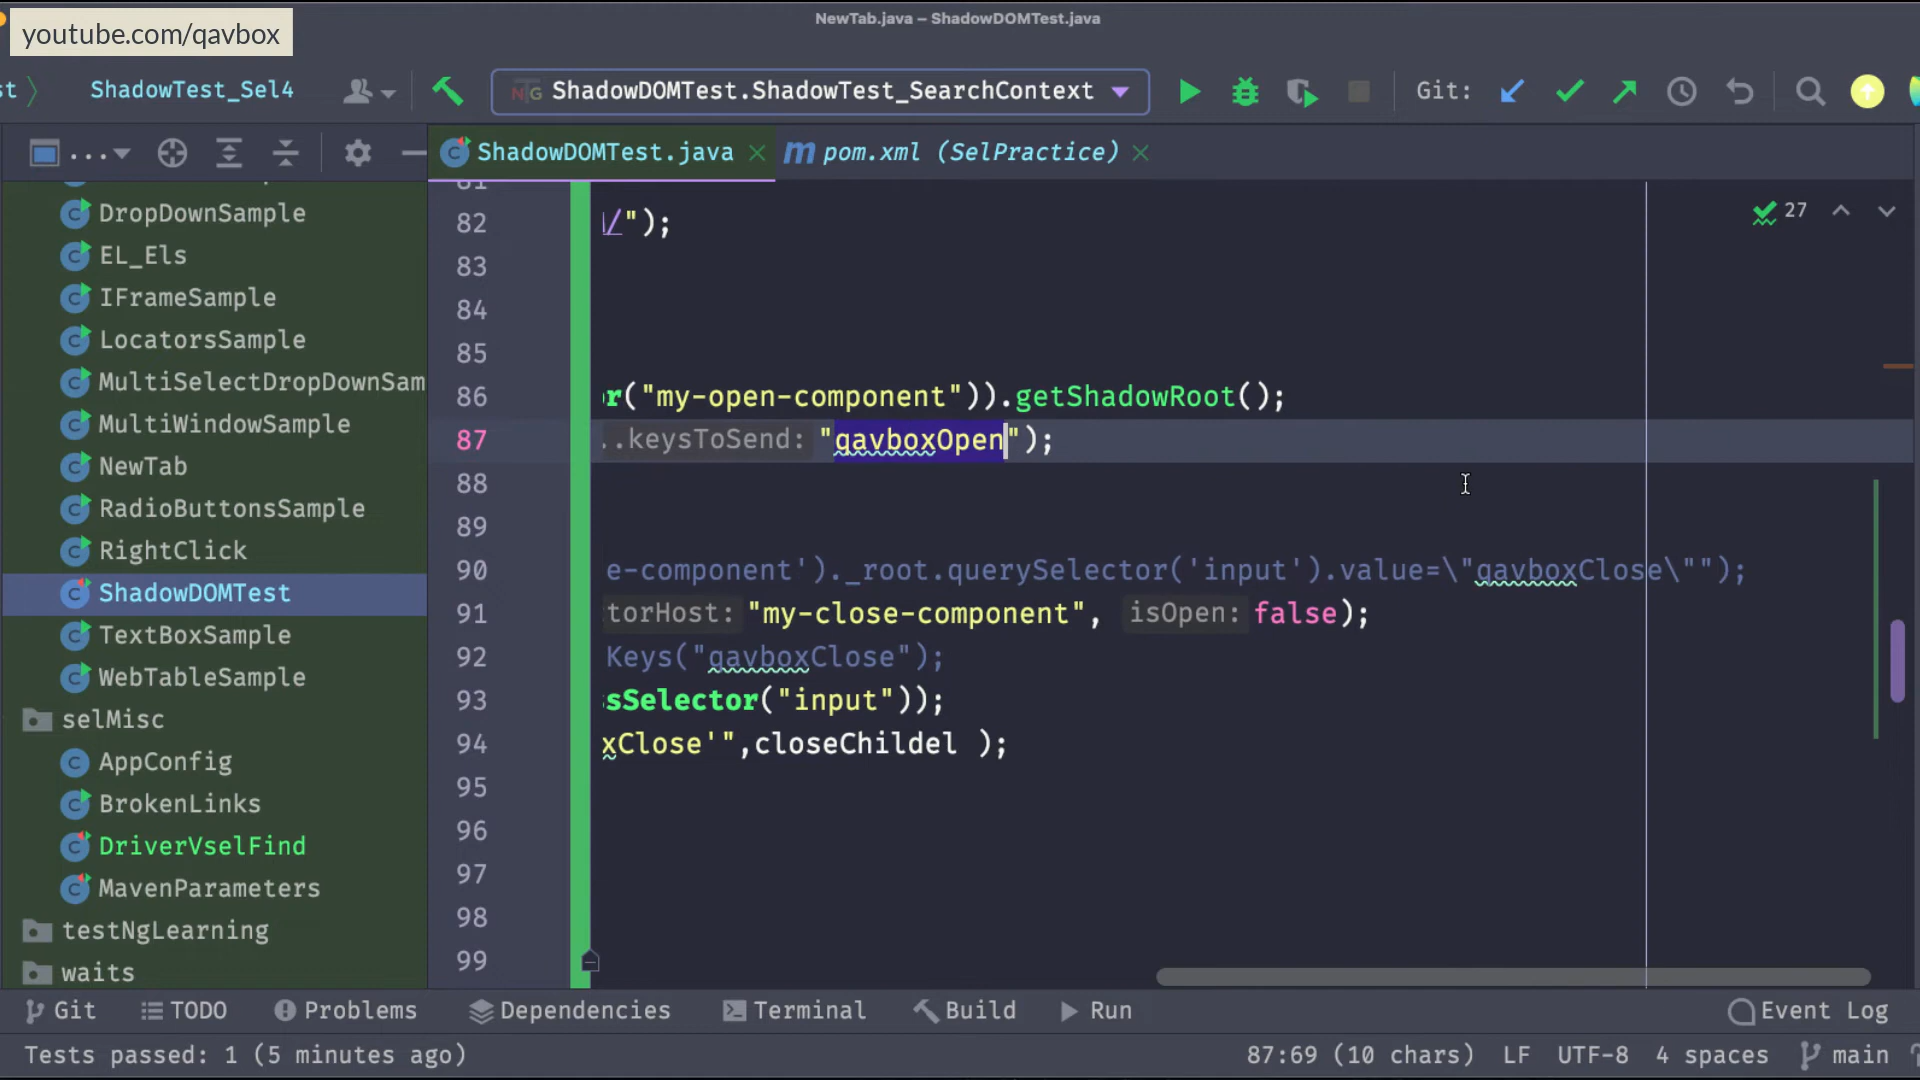 NewTab.java – ShadowDOMTest.java
youtube.com/qavbox
st
ShadowTest_Sel4
ShadowDOMTest.ShadowTest_SearchContext
Git:
...
ShadowDOMTest.java
pom.xml (SelPractice)
81
82 \/");
27
83
84
85
86 r("my-open-component")).getShadowRoot();
87 ..keysToSend: "qavboxOpen");
88
89
90 e-component')._root.querySelector('input').value=\"qavboxClose\"");
91 torHost: "my-close-component", isOpen: false);
92 Keys("qavboxClose");
93 sSelector("input"));
94 xClose'",closeChildel );
95
96
97
98
99
DropDownSample
EL_Els
IFrameSample
LocatorsSample
MultiSelectDropDownSam
MultiWindowSample
NewTab
RadioButtonsSample
RightClick
ShadowDOMTest
TextBoxSample
WebTableSample
selMisc
AppConfig
BrokenLinks
DriverVselFind
MavenParameters
testNgLearning
waits
Git
TODO
Problems
Dependencies
Terminal
Build
Run
Event Log
Tests passed: 1 (5 minutes ago)
87:69 (10 chars)
LF
UTF-8
4 spaces
main